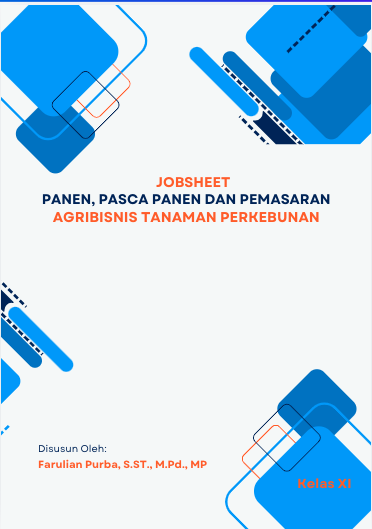 JOBSHEET
PANEN, PASCA PANEN DAN PEMASARAN
AGRIBISNIS TANAMAN PERKEBUNAN
Disusun Oleh:
Farulian Purba, S.ST., M.Pd., MP
Kelas XI